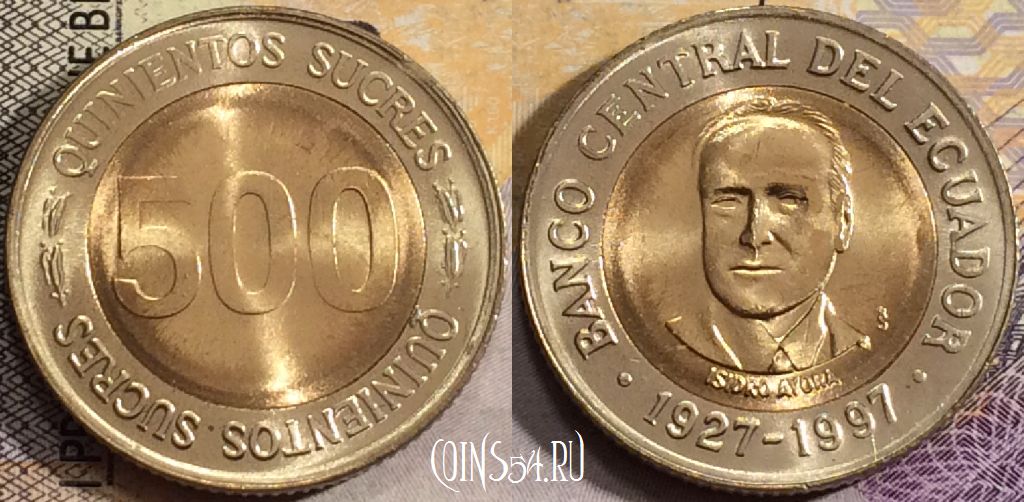 QUINIENTOS SUCRES
500
QUINIENTOS SUCRES
BANCO CENTRAL DEL ECUADOR
ISIDRO AYORA
· 1927-1997 ·
COINS54.RU